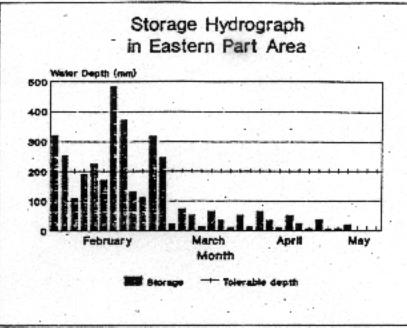 Storage Hydrograph
in Eastern Part Area
Water Depth (mm)
500
400
300
200
100
0
February March April May
Month
Storage Tolerable depth